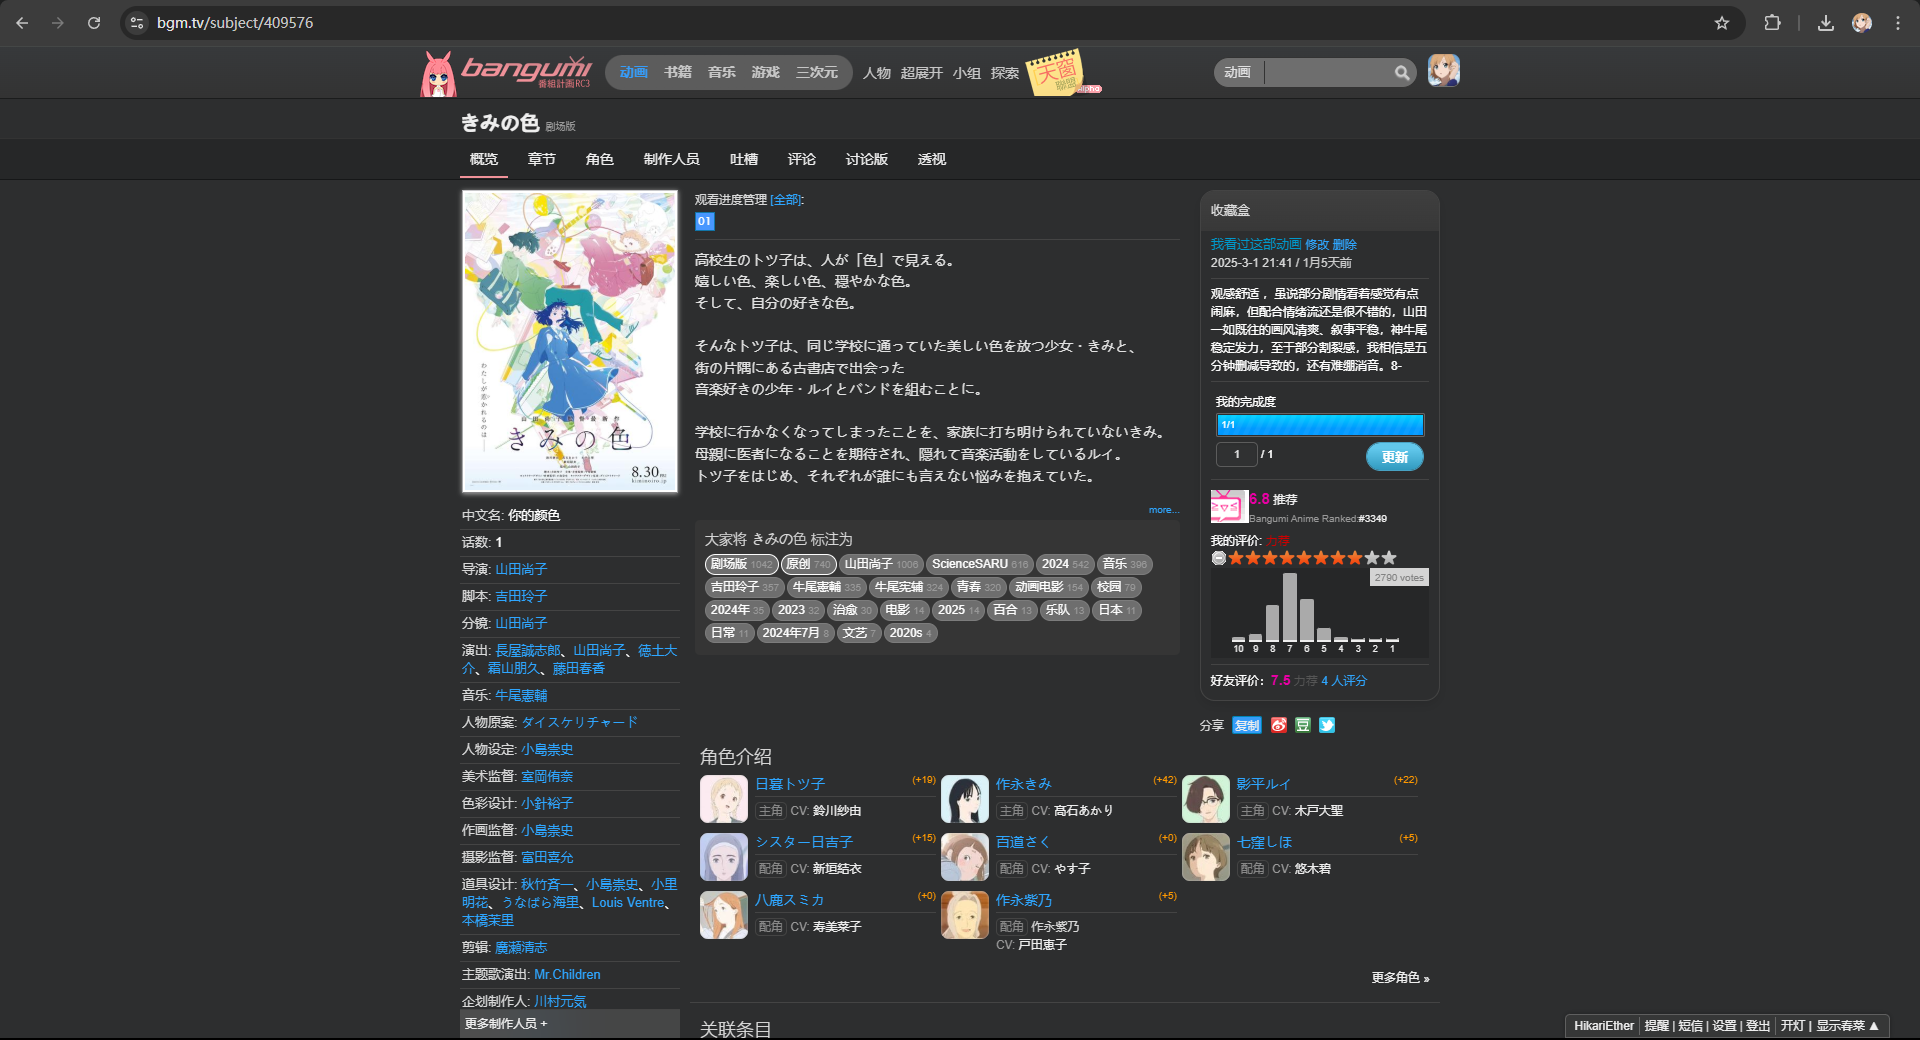 bgm.tv/subject/409576
bangumi
番組計画 RC3
动画 书籍 音乐 游戏 三次元
人物 超展开 小组 探索
天窗
聯盟
alpha
动画
きみの色 剧场版
概览 章节 角色 制作人员 吐槽 评论 讨论版 透视
わたしが惹かれるのは
きみの色
8.30
kiminoiro.jp
中文名: 你的颜色
话数: 1
导演: 山田尚子
脚本: 吉田玲子
分镜: 山田尚子
演出: 長屋誠志郎、山田尚子、徳土大
介、霜山朋久、藤田春香
音乐: 牛尾憲輔
人物原案: ダイスケリチャード
人物设定: 小島崇史
美术监督: 室岡侑奈
色彩设计: 小針裕子
作画监督: 小島崇史
摄影监督: 富田喜允
道具设计: 秋竹斉一、小島崇史、小里
明花、うなばら海里、Louis Ventre、
本橋茉里
剪辑: 廣瀬清志
主题歌演出: Mr.Children
企划制作人: 川村元気
更多制作人员 +
观看进度管理 [全部]:
01
高校生のトツ子は、人が「色」で見える。
嬉しい色、楽しい色、穏やかな色。
そして、自分の好きな色。
そんなトツ子は、同じ学校に通っていた美しい色を放つ少女・きみと、
街の片隅にある古書店で出会った
音楽好きの少年・ルイとバンドを組むことに。
学校に行かなくなってしまったことを、家族に打ち明けられていないきみ。
母親に医者になることを期待され、隠れて音楽活動をしているルイ。
トツ子をはじめ、それぞれが誰にも言えない悩みを抱えていた。
more...
大家将 きみの色 标注为
剧场版 1042 原创 740 山田尚子 1006 ScienceSARU 616 2024 542 音乐 396
吉田玲子 357 牛尾憲輔 335 牛尾宪辅 324 青春 320 动画电影 154 校园 79
2024年 35 2023 32 治愈 30 电影 14 2025 14 百合 13 乐队 13 日本 11
日常 11 2024年7月 8 文艺 7 2020s 4
角色介绍
日暮トツ子 (+19)
主角 CV: 鈴川紗由
作永きみ (+42)
主角 CV: 髙石あかり
影平ルイ (+22)
主角 CV: 木戸大聖
シスター日吉子 (+15)
配角 CV: 新垣結衣
百道さく (+0)
配角 CV: やす子
七窪しほ (+5)
配角 CV: 悠木碧
八鹿スミカ (+0)
配角 CV: 寿美菜子
作永紫乃 (+5)
配角 作永紫乃
CV: 戸田恵子
更多角色 »
关联条目
收藏盒
我看过这部动画 修改 删除
2025-3-1 21:41 / 1月5天前
观感舒适，虽说部分剧情看着感觉有点
闹麻，但配合情绪流还是很不错的，山田
一如既往的画风清爽、叙事平稳，神牛尾
稳定发力，至于部分割裂感，我相信是五
分钟删减导致的，还有难绷消音。8-
我的完成度
1/1
1 / 1
更新
6.8 推荐
Bangumi Anime Ranked:#3349
我的评价: 力荐
2790 votes
10 9 8 7 6 5 4 3 2 1
好友评价: 7.5 力荐 4 人评分
分享 复制 豆
HikariEther 提醒 | 短信 | 设置 | 登出 开灯 | 显示春菜 ▲